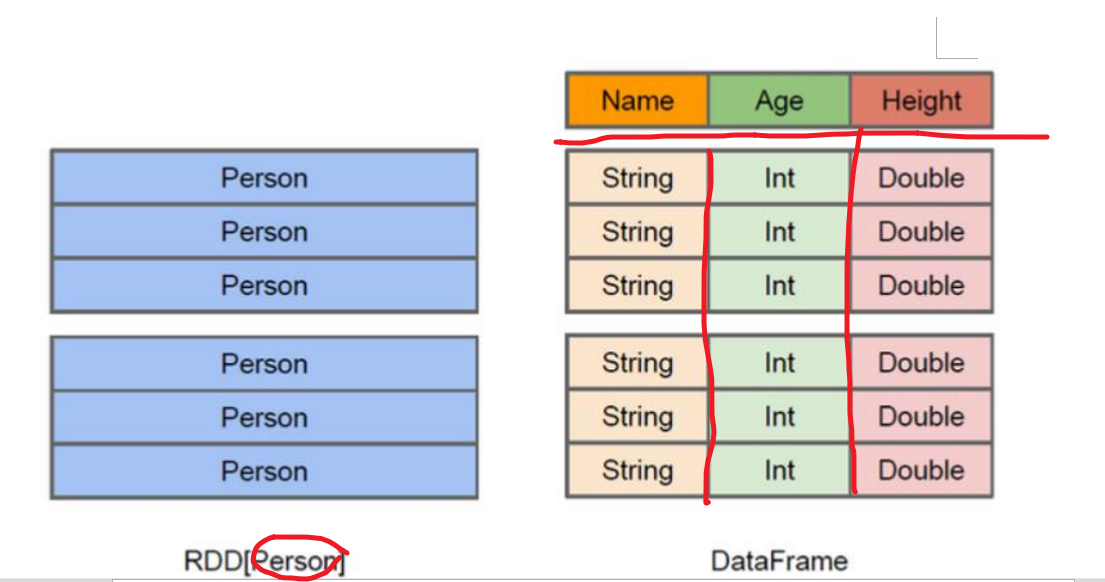 Name Age Height
Person String Int Double
Person String Int Double
Person String Int Double
Person String Int Double
Person String Int Double
Person String Int Double
RDD[Person] DataFrame